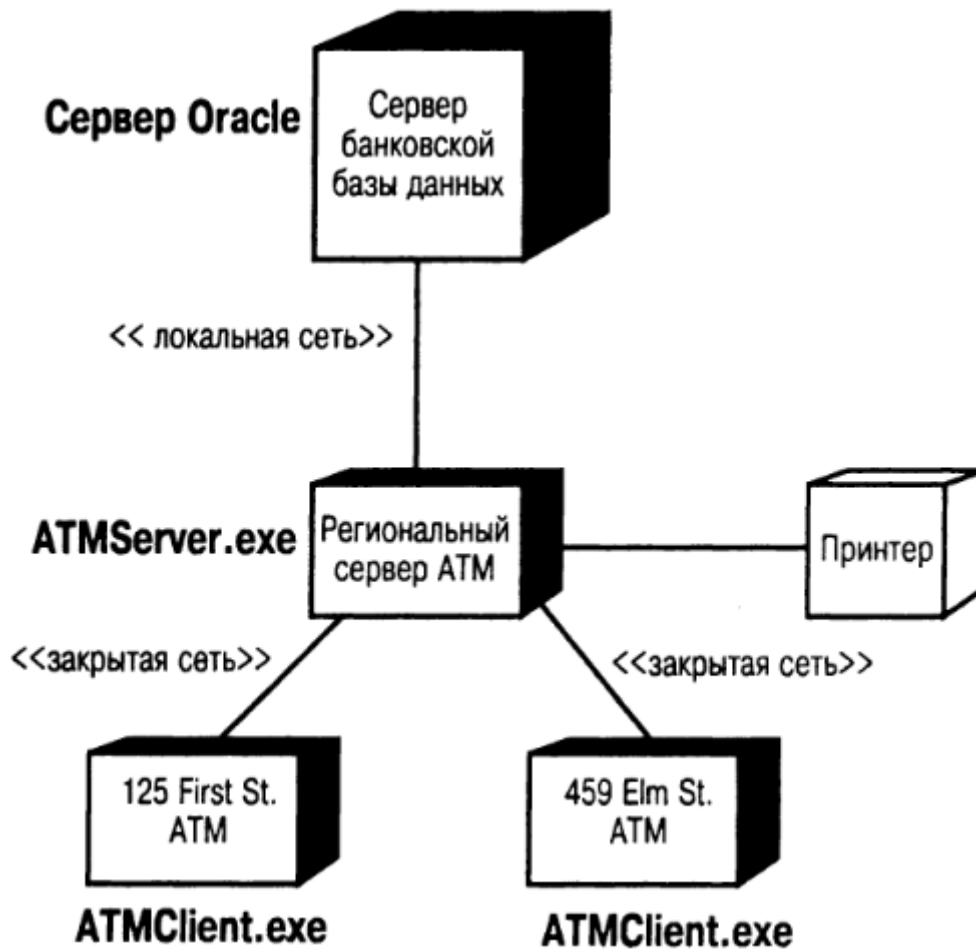 Сервер Oracle
Сервер
банковской
базы данных
<< локальная сеть>>
ATMServer.exe
Региональный
сервер ATM
Принтер
<<закрытая сеть>>
<<закрытая сеть>>
125 First St.
ATM
459 Elm St.
ATM
ATMClient.exe
ATMClient.exe